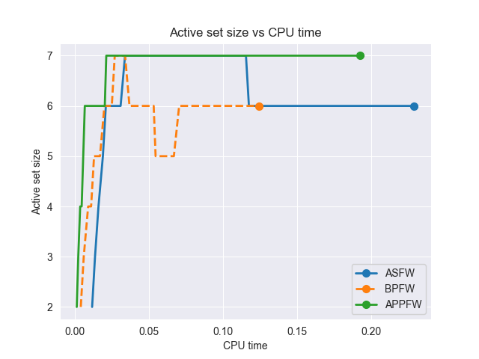 Active set size vs CPU time
Active set size
7
6
5
4
3
2
0.00 0.05 0.10 0.15 0.20
CPU time
ASFW
BPFW
APPFW